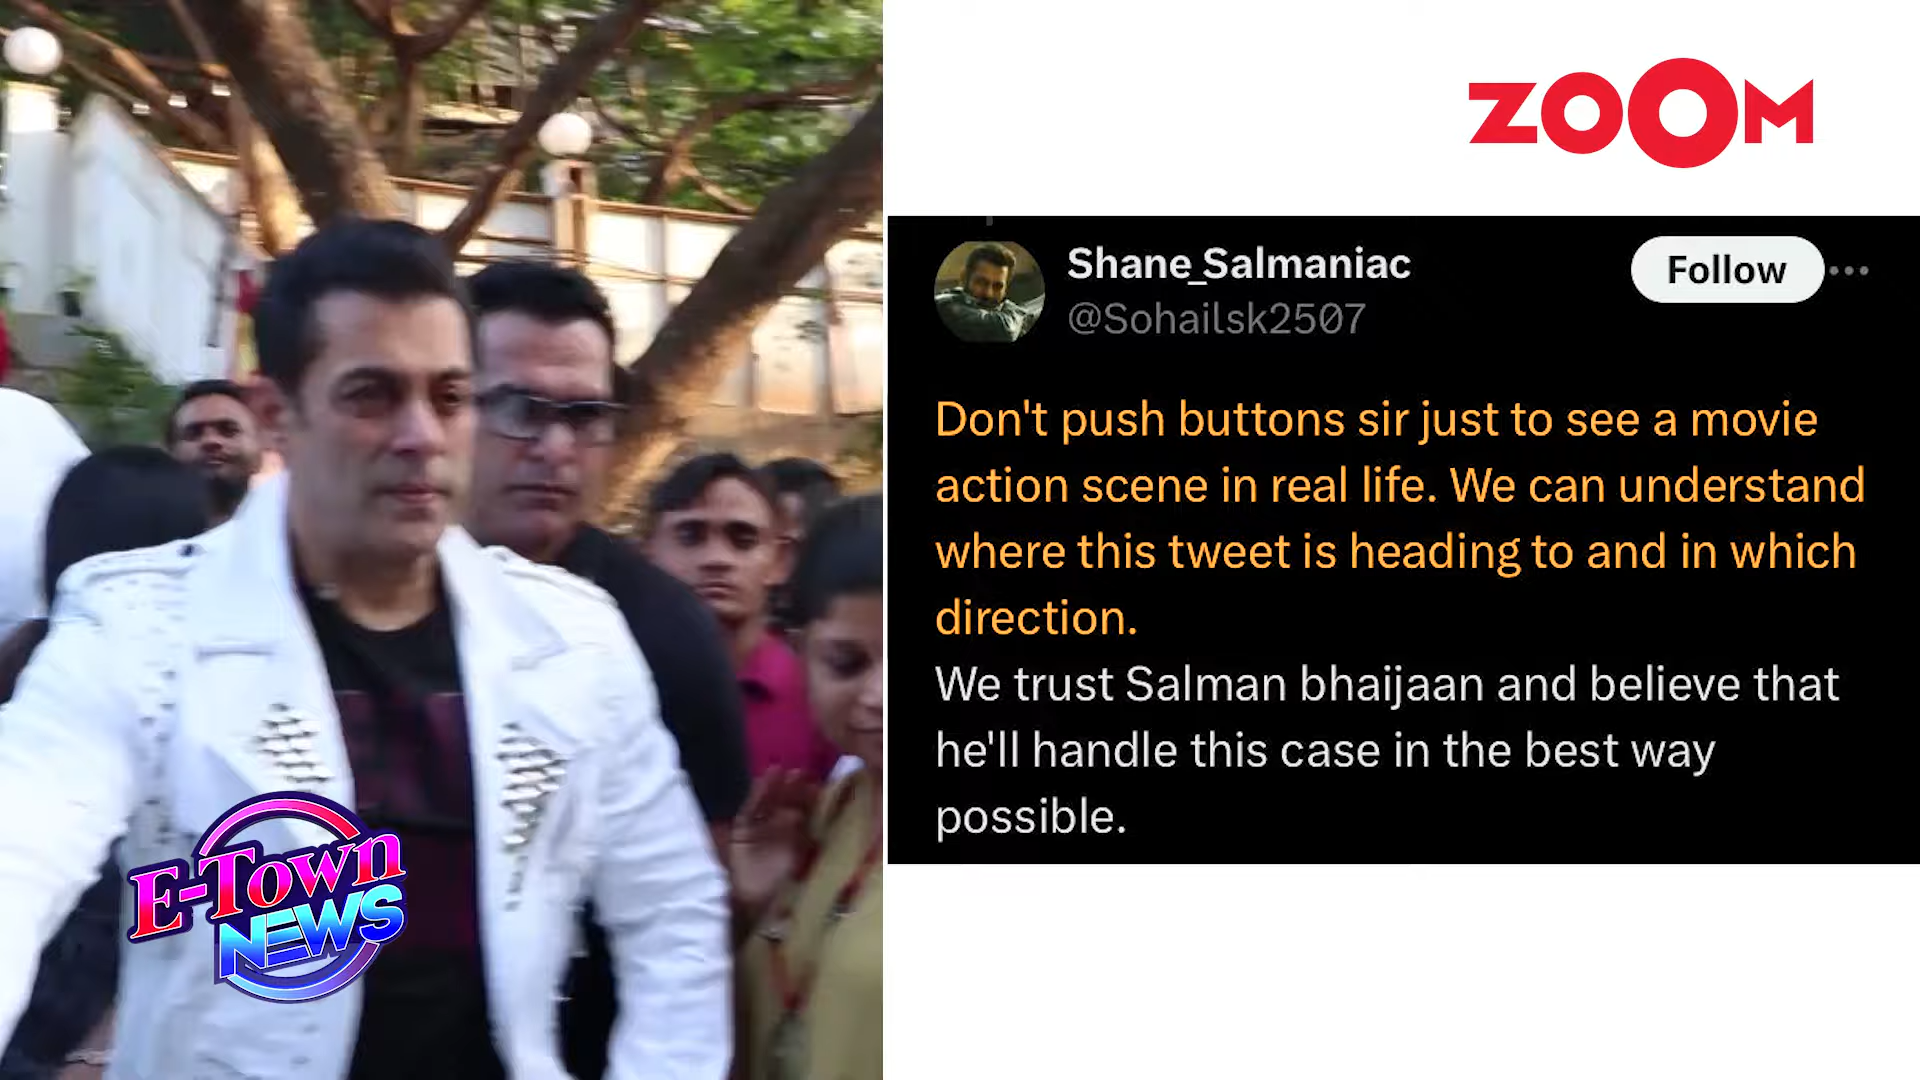 ZOOM
Shane_Salmaniac
@Sohailsk2507
Follow
Don't push buttons sir just to see a movie
action scene in real life. We can understand
where this tweet is heading to and in which
direction.
We trust Salman bhaijaan and believe that
he'll handle this case in the best way
possible.
E-Town
NEWS